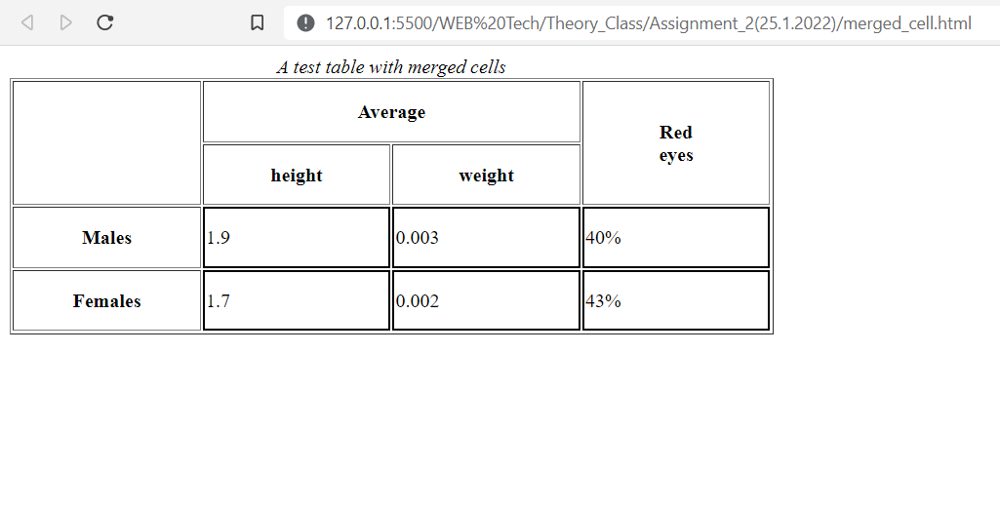 127.0.0.1:5500/WEB%20Tech/Theory_Class/Assignment_2(25.1.2022)/merged_cell.html
A test table with merged cells
Average
Red
eyes
height weight
Males 1.9 0.003 40%
Females 1.7 0.002 43%